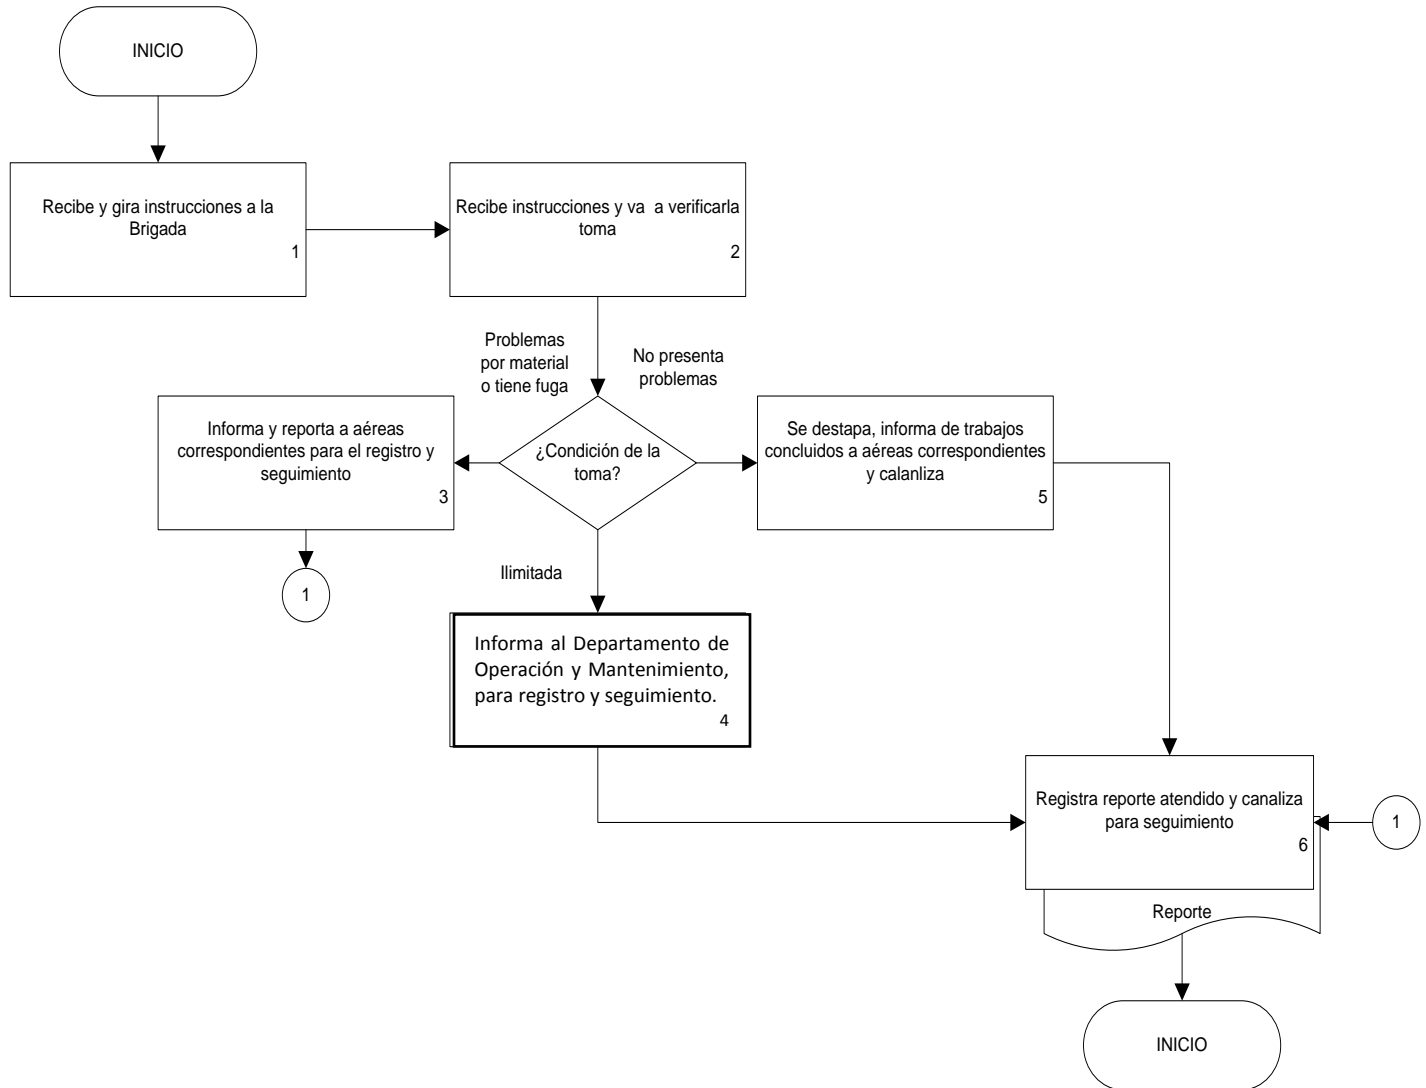 INICIO
Recibe y gira instrucciones a la
Brigada
1
Recibe instrucciones y va  a verificarla
toma
2
Problemas
por material
o tiene fuga
No presenta
problemas
Informa y reporta a aéreas
correspondientes para el registro y
seguimiento
3
¿Condición de la
toma?
Se destapa, informa de trabajos
concluidos a aéreas correspondientes
y calanliza
5
1
Ilimitada
Informa al Departamento de
Operación y Mantenimiento,
para registro y seguimiento.
4
Registra reporte atendido y canaliza
para seguimiento
6
1
Reporte
INICIO